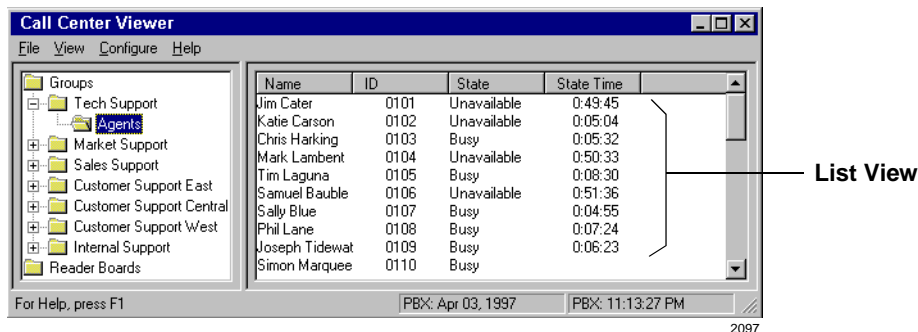 Call Center Viewer
File View Configure Help
Groups
Tech Support
Agents
Market Support
Sales Support
Customer Support East
Customer Support Central
Customer Support West
Internal Support
Reader Boards
Name ID State State Time
Jim Cater 0101 Unavailable 0:49:45
Katie Carson 0102 Unavailable 0:05:04
Chris Harking 0103 Busy 0:05:32
Mark Lambent 0104 Unavailable 0:50:33
Tim Laguna 0105 Busy 0:08:30
Samuel Bauble 0106 Unavailable 0:51:36
Sally Blue 0107 Busy 0:04:55
Phil Lane 0108 Busy 0:07:24
Joseph Tidewat 0109 Busy 0:06:23
Simon Marquee 0110 Busy
List View
For Help, press F1
PBX: Apr 03, 1997
PBX: 11:13:27 PM
2097